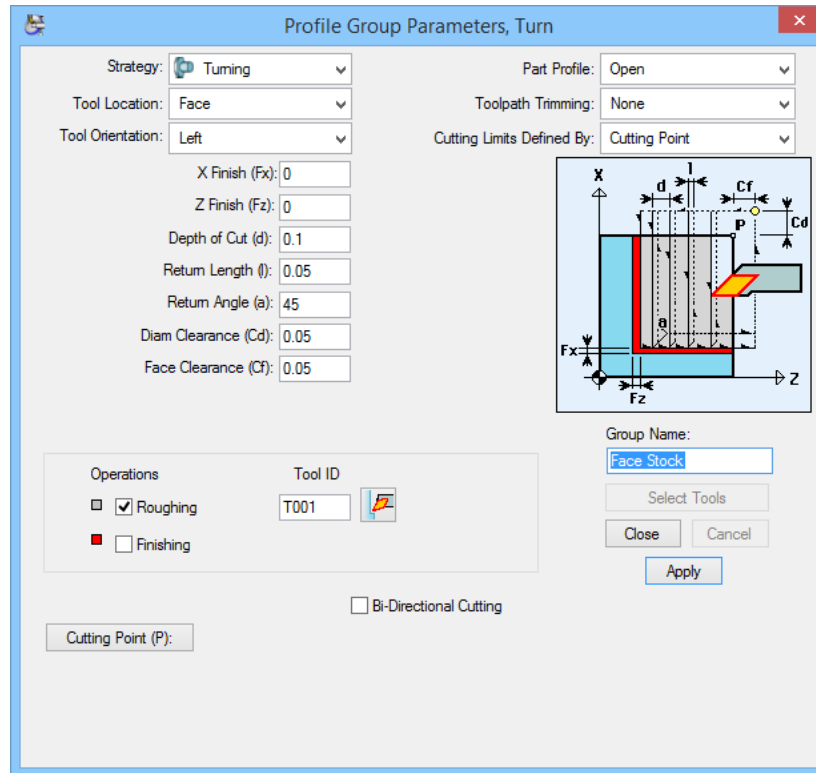 Profile Group Parameters, Turn
Strategy: Turning
Part Profile: Open
Tool Location: Face
Toolpath Trimming: None
Tool Orientation: Left
Cutting Limits Defined By: Cutting Point
X Finish (Fx): 0
Z Finish (Fz): 0
Depth of Cut (d): 0.1
Return Length (l): 0.05
Return Angle (a): 45
Diam Clearance (Cd): 0.05
Face Clearance (Cf): 0.05
X
d
l
Cf
P
Cd
a
Fx
Fz
Z
Group Name:
Face Stock
Operations
Tool ID
Roughing
T001
Select Tools
Finishing
Close
Cancel
Apply
Bi-Directional Cutting
Cutting Point (P):